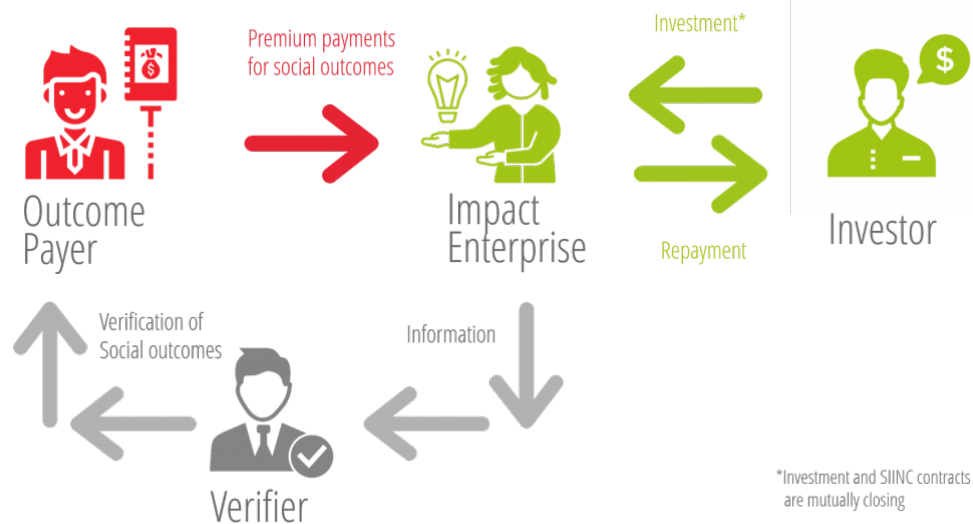 Premium payments
for social outcomes
Investment*
$
$
Outcome
Payer
Impact
Enterprise
Investor
Repayment
Verification of
Social outcomes
Information
Verifier
*Investment and SIINC contracts
are mutually closing